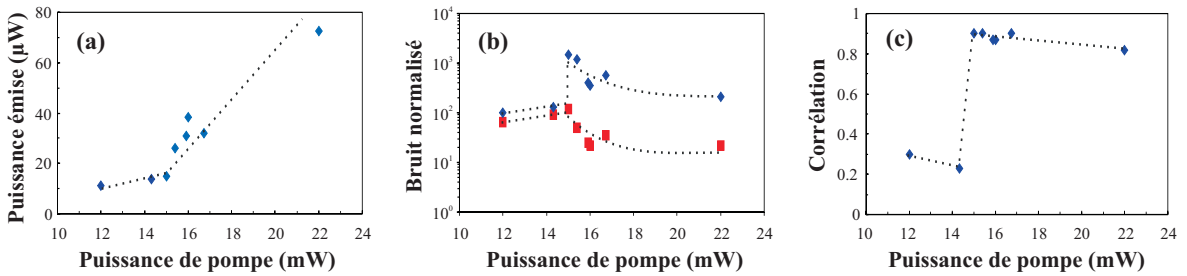 (a)
Puissance émise (µW)
80
60
40
20
0
10 12 14 16 18 20 22 24
Puissance de pompe (mW)
(b)
Bruit normalisé
10⁴
10³
10²
10¹
10⁰
10 12 14 16 18 20 22 24
Puissance de pompe (mW)
(c)
Corrélation
1
0.8
0.6
0.4
0.2
0
10 12 14 16 18 20 22 24
Puissance de pompe (mW)